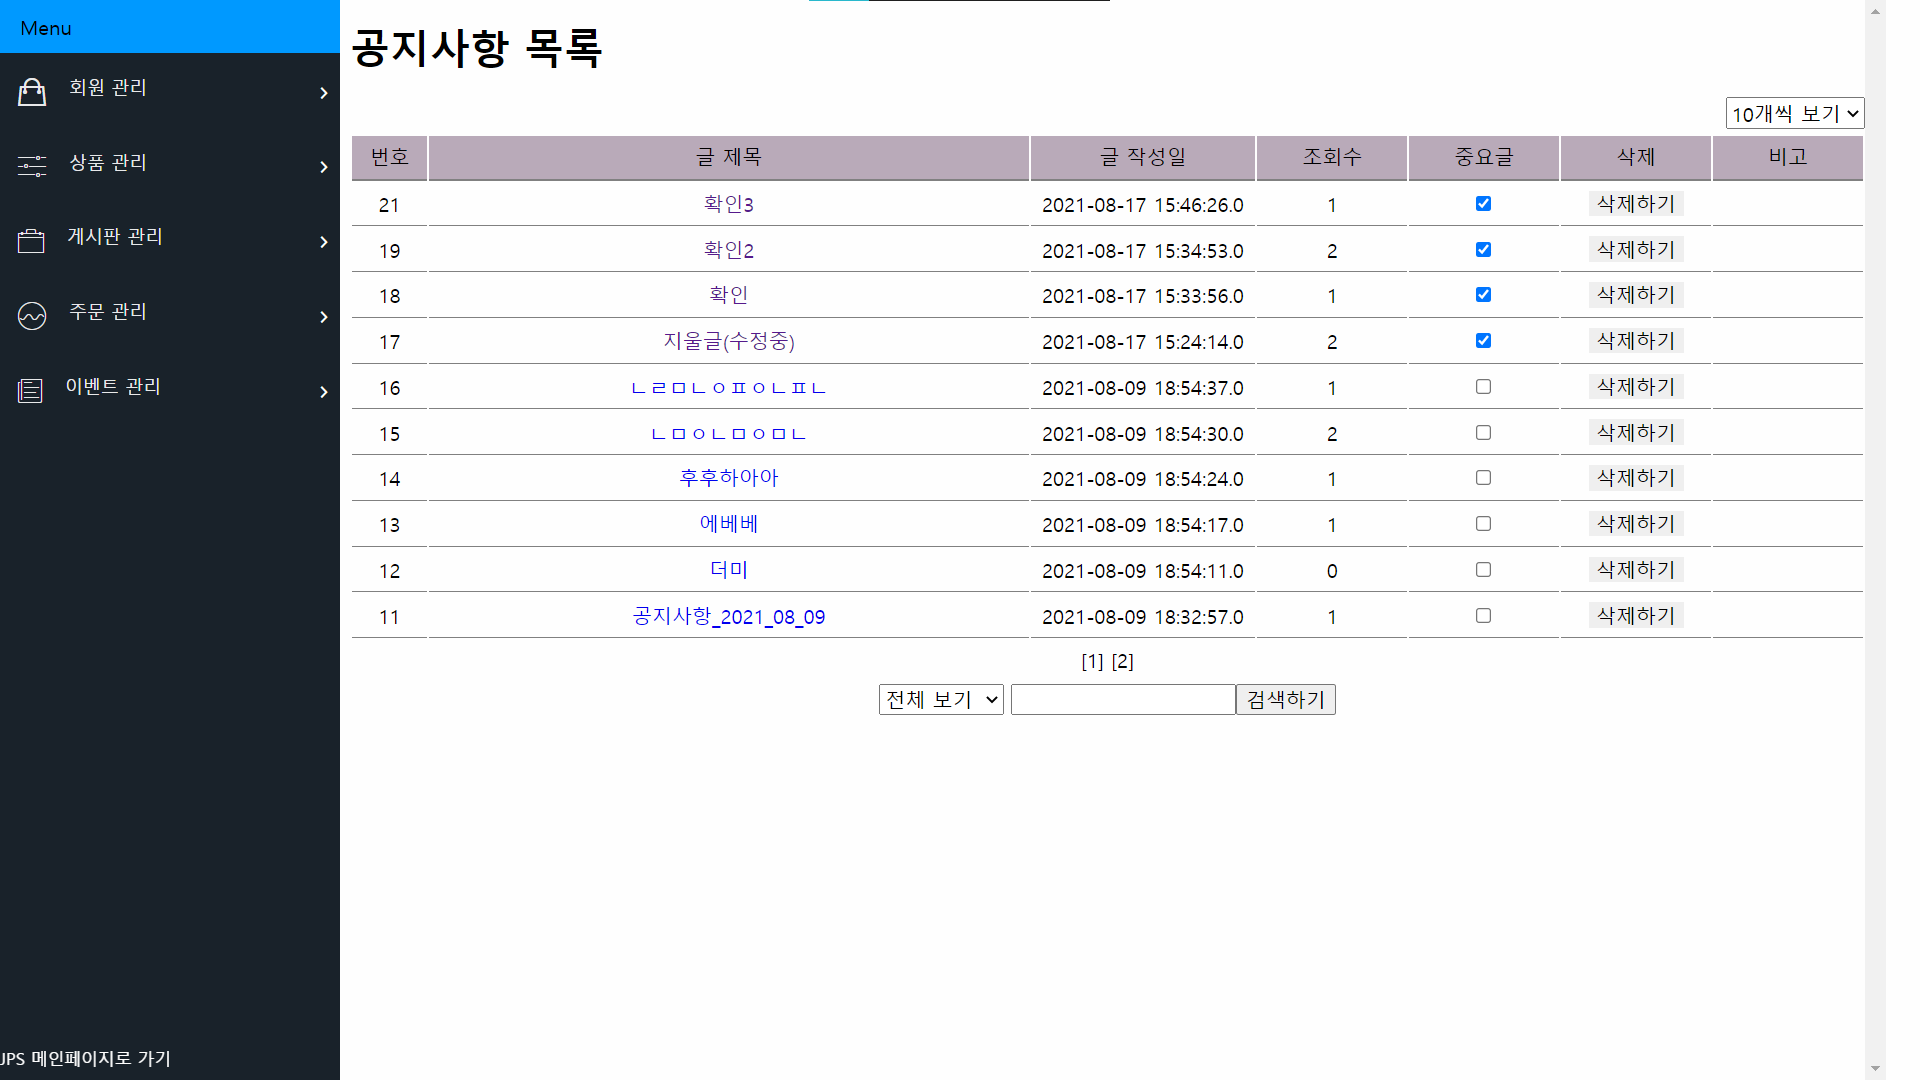 Menu
회원 관리
상품 관리
게시판 관리
주문 관리
이벤트 관리
JPS 메인페이지로 가기
공지사항 목록
10개씩 보기
번호 글 제목 글 작성일 조회수 중요글 삭제 비고
21 확인3 2021-08-17 15:46:26.0 1 삭제하기
19 확인2 2021-08-17 15:34:53.0 2 삭제하기
18 확인 2021-08-17 15:33:56.0 1 삭제하기
17 지울글(수정중) 2021-08-17 15:24:14.0 2 삭제하기
16 ㄴㄹㅁㄴㅇㅍㅇㄴㅍㄴ 2021-08-09 18:54:37.0 1 삭제하기
15 ㄴㅁㅇㄴㅁㅇㅁㄴ 2021-08-09 18:54:30.0 2 삭제하기
14 후후하아아 2021-08-09 18:54:24.0 1 삭제하기
13 에베베 2021-08-09 18:54:17.0 1 삭제하기
12 더미 2021-08-09 18:54:11.0 0 삭제하기
11 공지사항_2021_08_09 2021-08-09 18:32:57.0 1 삭제하기
[1] [2]
전체 보기 검색하기